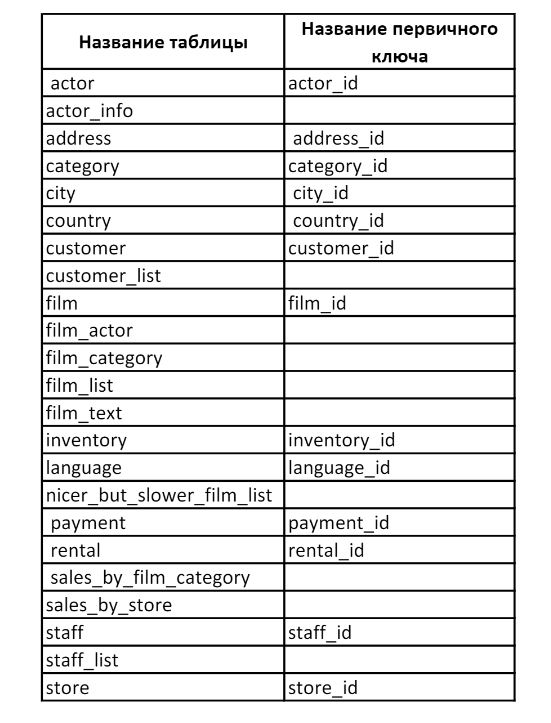 Название таблицы Название первичного ключа
actor actor_id
actor_info
address address_id
category category_id
city city_id
country country_id
customer customer_id
customer_list
film film_id
film_actor
film_category
film_list
film_text
inventory inventory_id
language language_id
nicer_but_slower_film_list
payment payment_id
rental rental_id
sales_by_film_category
sales_by_store
staff staff_id
staff_list
store store_id